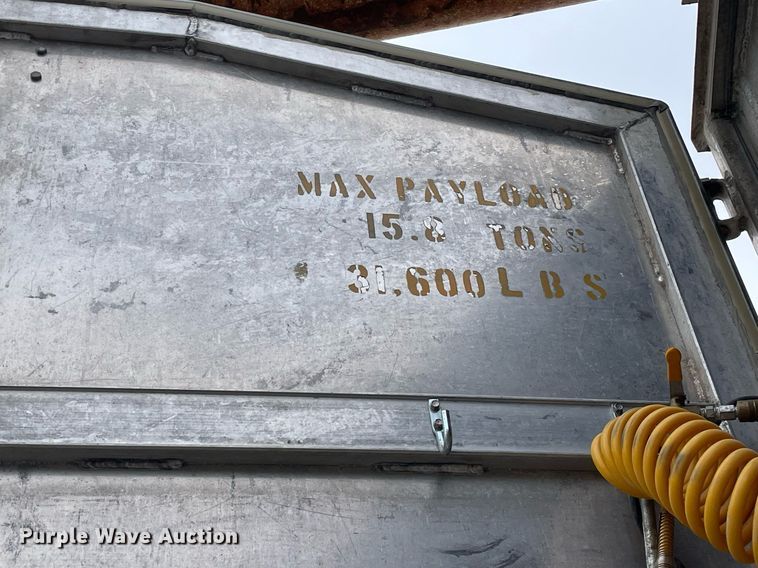 MAX PAYLOAD
15.8 TONS
31,600 LBS
Purple Wave Auction